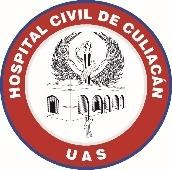 HOSPITAL CIVIL DE CULIACÁN
UAS